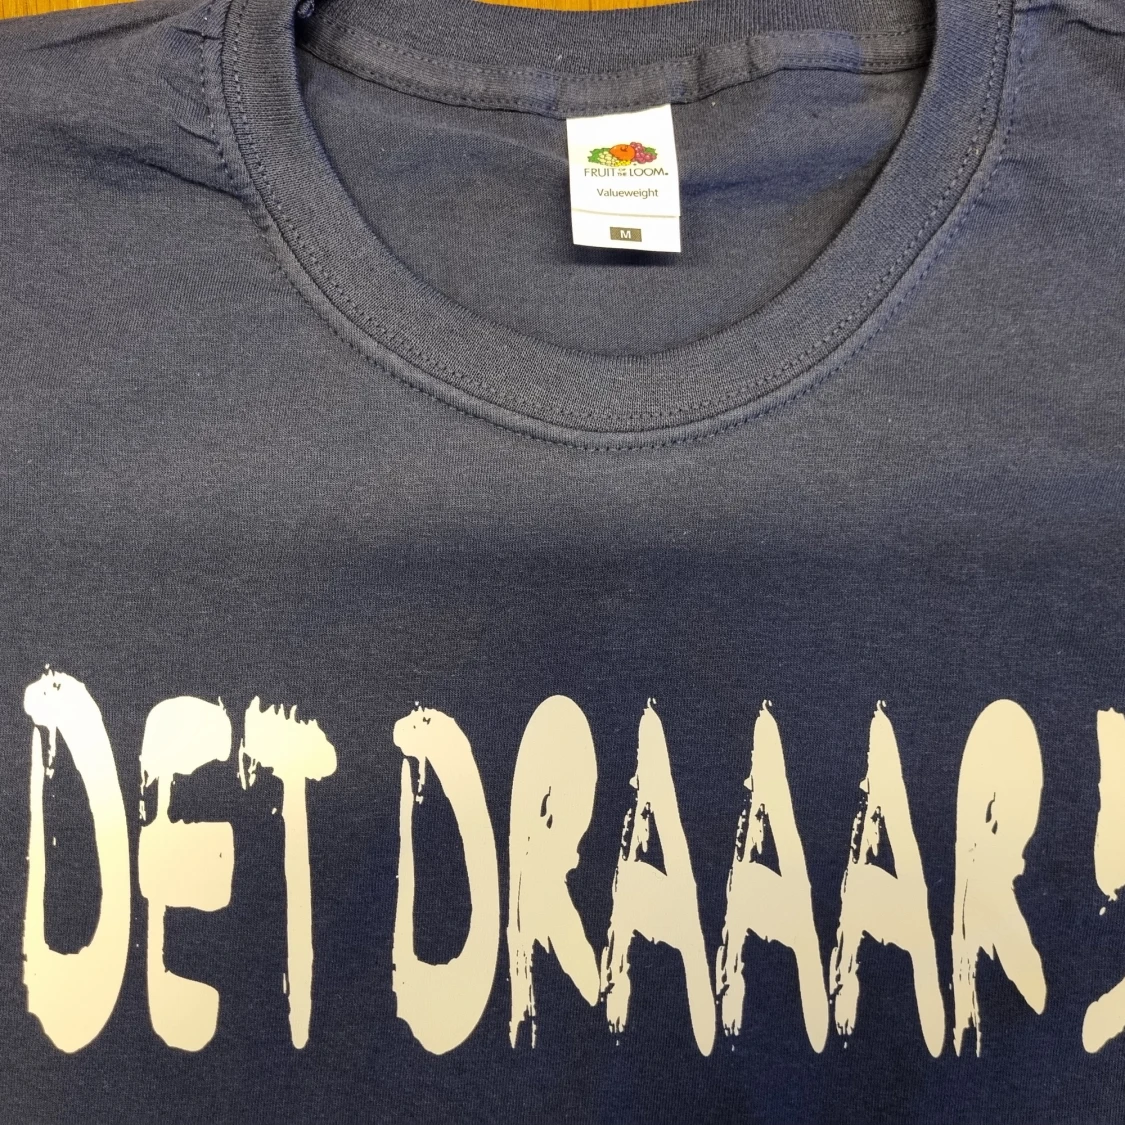 FRUIT OF THE LOOM.
Valueweight
M
DET DRAAAR